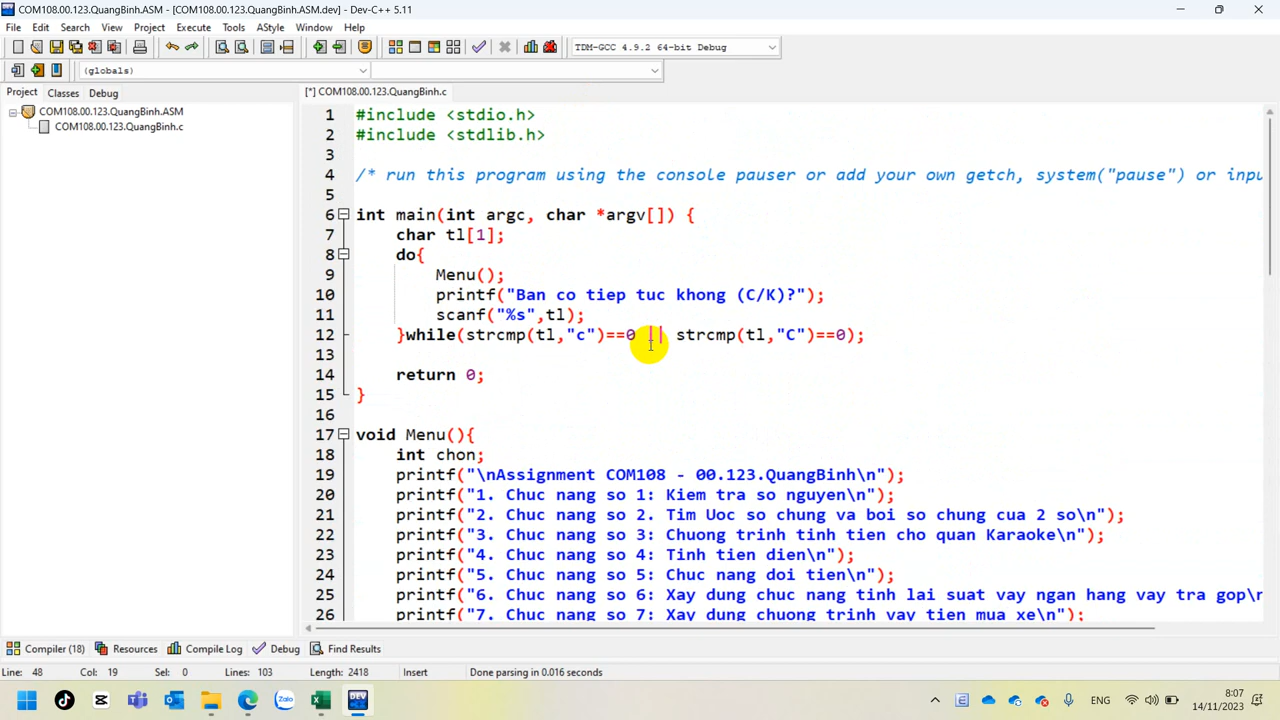 COM108.00.123.QuangBinh.ASM - [COM108.00.123.QuangBinh.ASM.dev] - Dev-C++ 5.11
File Edit Search View Project Execute Tools AStyle Window Help
TDM-GCC 4.9.2 64-bit Debug
(globals)
Project Classes Debug
[*] COM108.00.123.QuangBinh.c
COM108.00.123.QuangBinh.ASM
COM108.00.123.QuangBinh.c
1 #include <stdio.h>
2 #include <stdlib.h>
3
4 /* run this program using the console pauser or add your own getch, system("pause") or inpu
5
6 int main(int argc, char *argv[]) {
7 char tl[1];
8 do{
9 Menu();
10 printf("Ban co tiep tuc khong (C/K)?");
11 scanf("%s",tl);
12 }while(strcmp(tl,"c")==0 || strcmp(tl,"C")==0);
13
14 return 0;
15 }
16
17 void Menu(){
18 int chon;
19 printf("\nAssignment COM108 - 00.123.QuangBinh\n");
20 printf("1. Chuc nang so 1: Kiem tra so nguyen\n");
21 printf("2. Chuc nang so 2. Tim Uoc so chung va boi so chung cua 2 so\n");
22 printf("3. Chuc nang so 3: Chuong trinh tinh tien cho quan Karaoke\n");
23 printf("4. Chuc nang so 4: Tinh tien dien\n");
24 printf("5. Chuc nang so 5: Chuc nang doi tien\n");
25 printf("6. Chuc nang so 6: Xay dung chuc nang tinh lai suat vay ngan hang vay tra gop\n
26 printf("7. Chuc nang so 7: Xay dung chuong trinh vay tien mua xe\n");
Compiler (18) Resources Compile Log Debug Find Results
Line: 48 Col: 19 Sel: 0 Lines: 103 Length: 2418 Insert Done parsing in 0.016 seconds
Zalo DEV ENG 8:07
14/11/2023